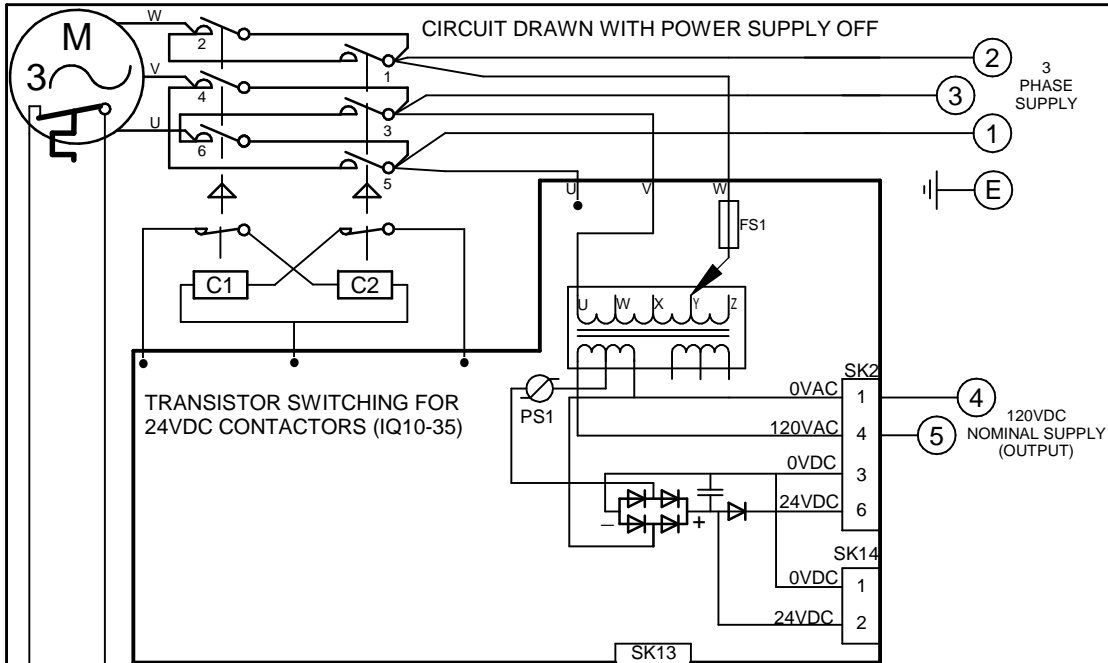 CIRCUIT DRAWN WITH POWER SUPPLY OFF
M
3
W
V
U
2
4
6
1
3
5
2
3
1
E
3
PHASE
SUPPLY
C1
C2
U
V
W
FS1
U
W
X
Y
Z
PS1
TRANSISTOR SWITCHING FOR
24VDC CONTACTORS (IQ10-35)
SK2
0VAC
1
120VAC
4
0VDC
3
24VDC
6
4
5
120VDC
NOMINAL SUPPLY
(OUTPUT)
−
+
SK14
0VDC
1
24VDC
2
SK13